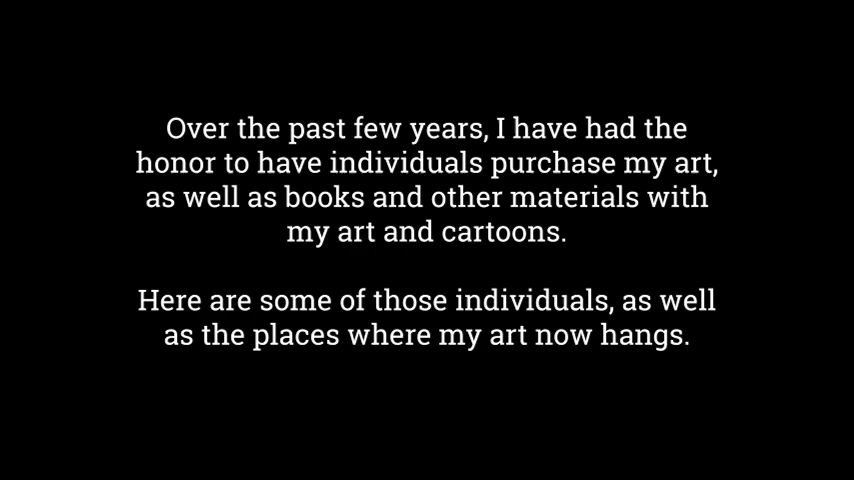 Over the past few years, I have had the
honor to have individuals purchase my art,
as well as books and other materials with
my art and cartoons.
Here are some of those individuals, as well
as the places where my art now hangs.